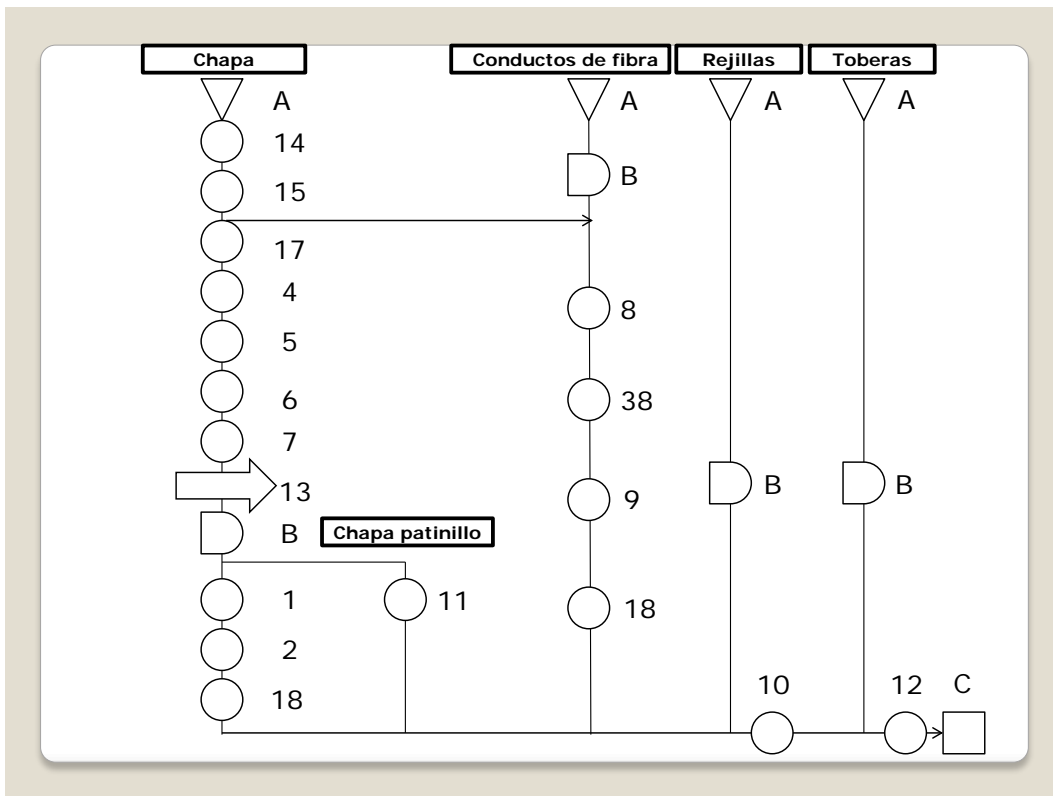 Chapa
Conductos de fibra
Rejillas
Toberas
A
A
A
A
14
B
15
17
4
8
5
6
38
7
13
B
B
9
B
Chapa patinillo
1
11
18
2
18
10
12
C